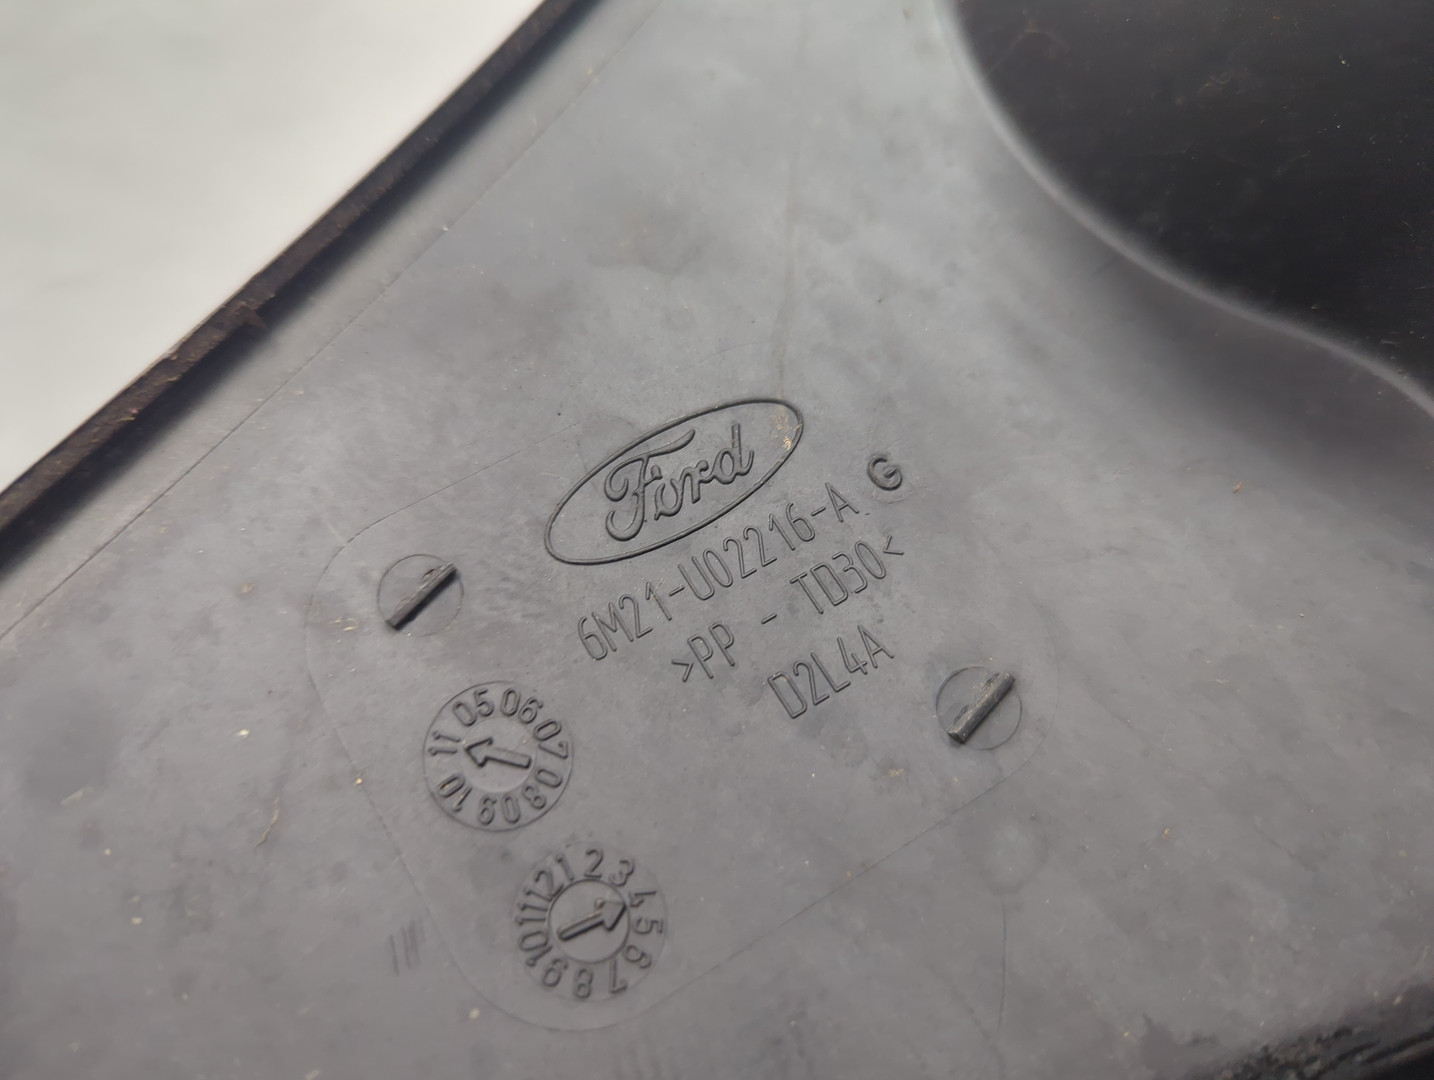 Ford
6M21-U02216-A G
>PP - TD30<
D2L4A
05 06 07 08 09 10 11
1 2 3 4 5 6 7 8 9 10 11 12